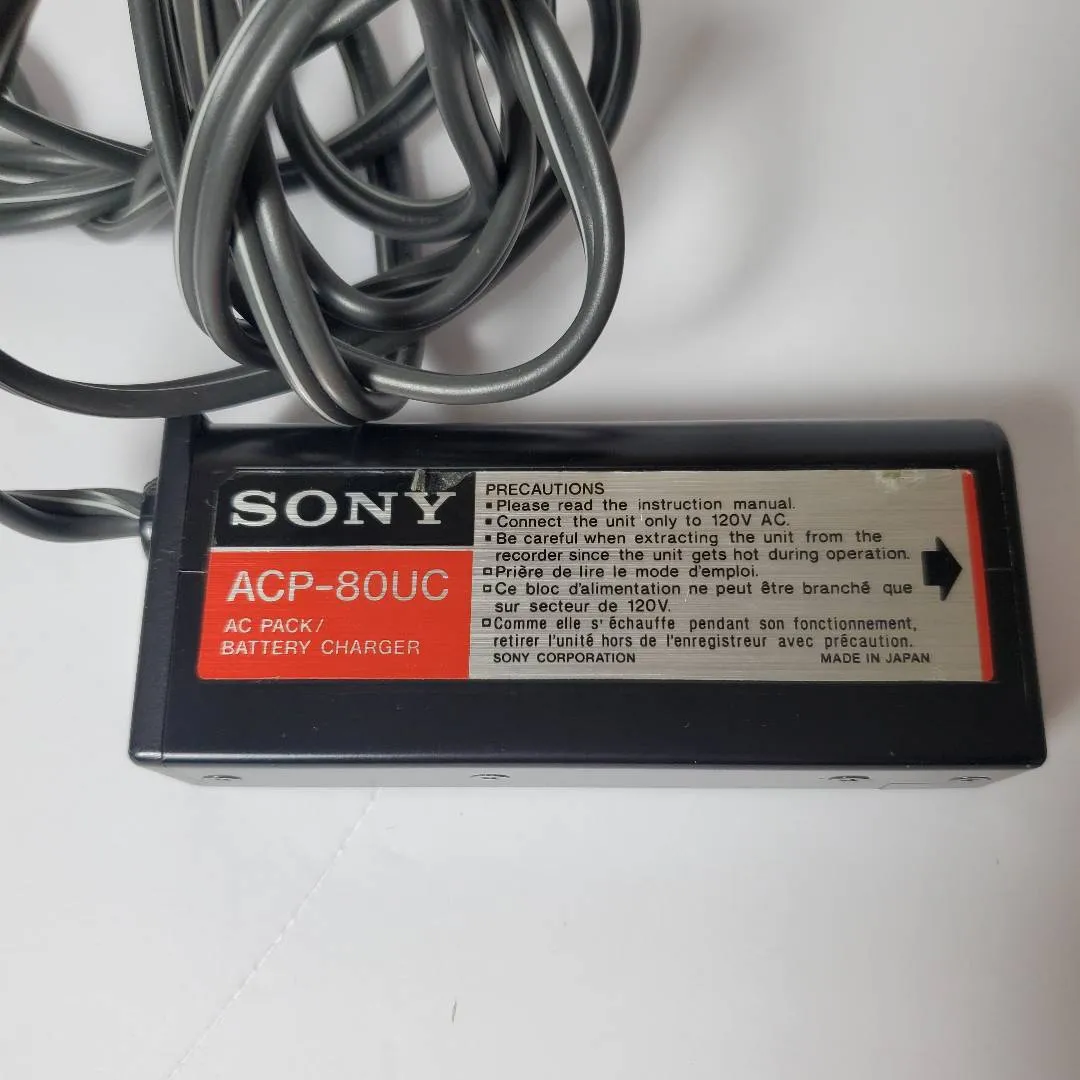 SONY
ACP-80UC
AC PACK/
BATTERY CHARGER
PRECAUTIONS
▪Please read the instruction manual.
▪Connect the unit only to 120V AC.
▪Be careful when extracting the unit from the
recorder since the unit gets hot during operation.
▫Prière de lire le mode d'emploi.
▫Ce bloc d'alimentation ne peut être branché que
sur secteur de 120V.
▫Comme elle s'échauffe pendant son fonctionnement,
retirer l'unité hors de l'enregistreur avec précaution.
SONY CORPORATION MADE IN JAPAN